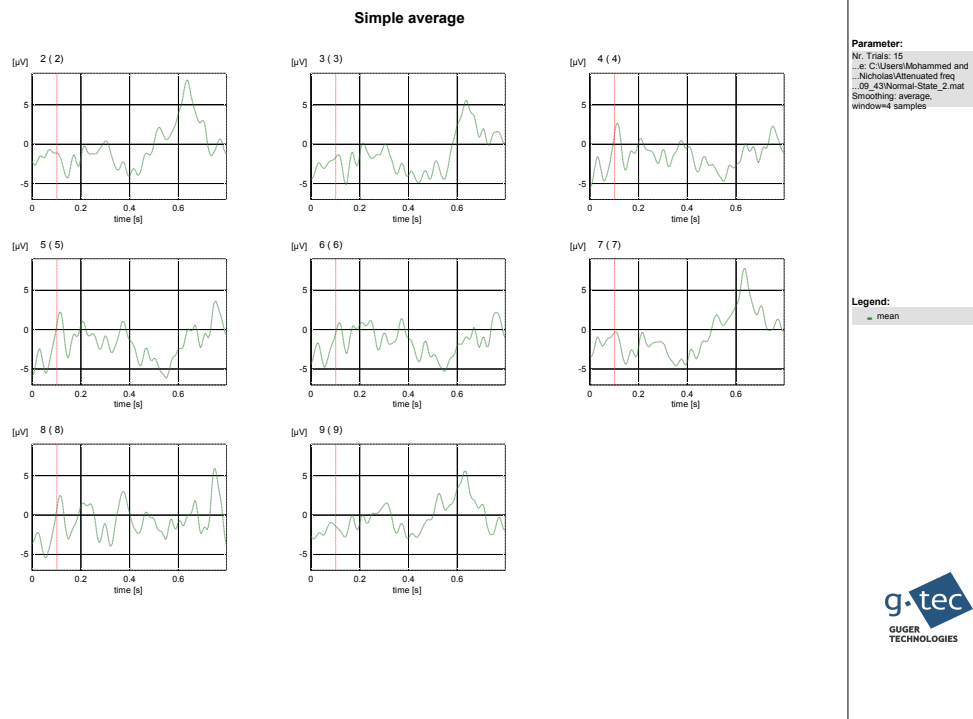 Simple average
Parameter:
Nr. Trials: 15
...e: C:\Users\Mohammed and
...Nicholas\Attenuated freq
...09_43\Normal-State_2.mat
Smoothing: average,
window=4 samples
[µV] 2 ( 2)
5
0
-5
0 0.2 0.4 0.6
time [s]
[µV] 3 ( 3)
5
0
-5
0 0.2 0.4 0.6
time [s]
[µV] 4 ( 4)
5
0
-5
0 0.2 0.4 0.6
time [s]
[µV] 5 ( 5)
5
0
-5
0 0.2 0.4 0.6
time [s]
[µV] 6 ( 6)
5
0
-5
0 0.2 0.4 0.6
time [s]
[µV] 7 ( 7)
5
0
-5
0 0.2 0.4 0.6
time [s]
Legend:
mean
[µV] 8 ( 8)
5
0
-5
0 0.2 0.4 0.6
time [s]
[µV] 9 ( 9)
5
0
-5
0 0.2 0.4 0.6
time [s]
g.tec
GUGER
TECHNOLOGIES